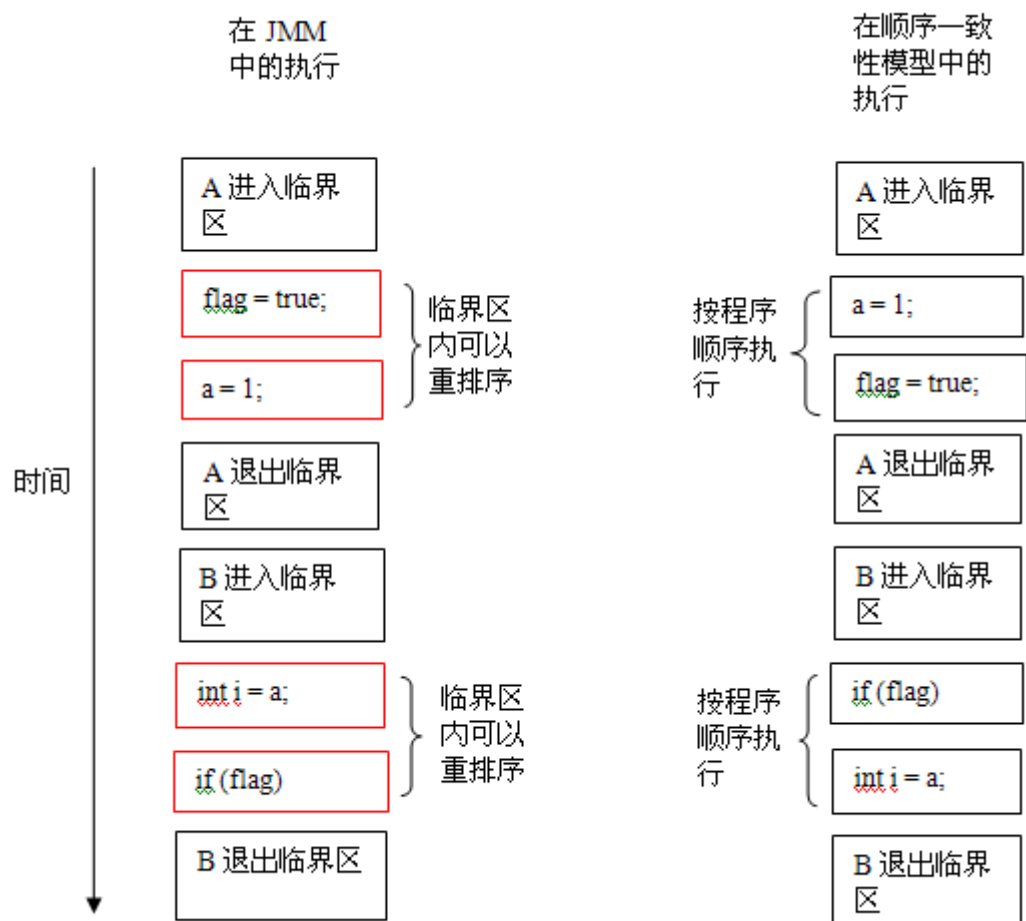 在 JMM
中的执行
在顺序一致
性模型中的
执行
A 进入临界
区
flag = true;
a = 1;
临界区
内可以
重排序
A 退出临界
区
B 进入临界
区
int i = a;
if (flag)
临界区
内可以
重排序
B 退出临界区
时间
A 进入临界
区
按程序
顺序执
行
a = 1;
flag = true;
A 退出临界
区
B 进入临界
区
按程序
顺序执
行
if (flag)
int i = a;
B 退出临界
区